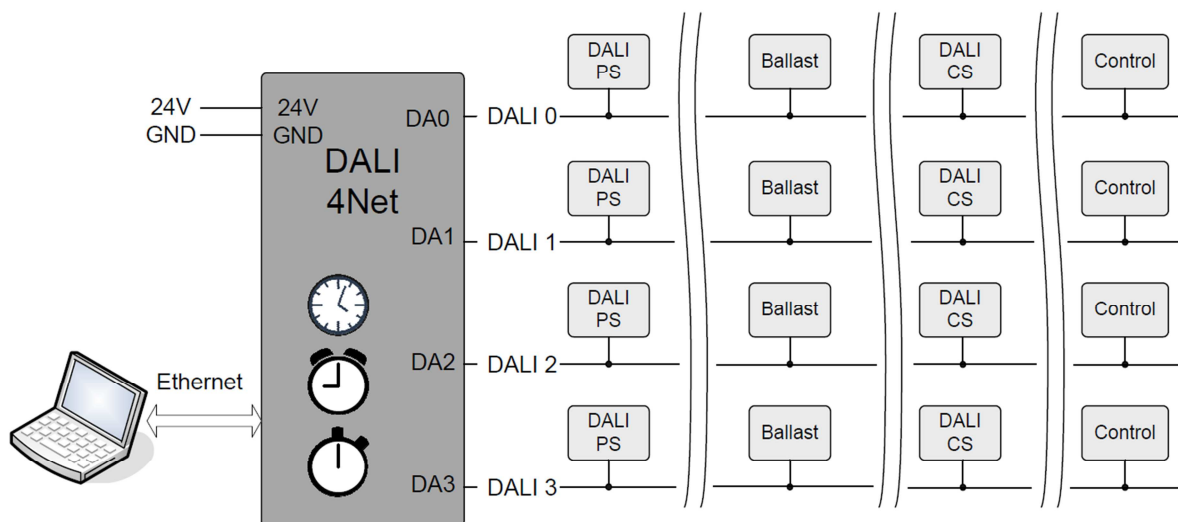 DALI
PS
Ballast
DALI
CS
Control
24V
GND
24V
GND
DA0
DALI 0
DALI
4Net
DALI
PS
Ballast
DALI
CS
Control
DA1
DALI 1
DALI
PS
Ballast
DALI
CS
Control
DA2
DALI 2
Ethernet
DALI
PS
Ballast
DALI
CS
Control
DA3
DALI 3